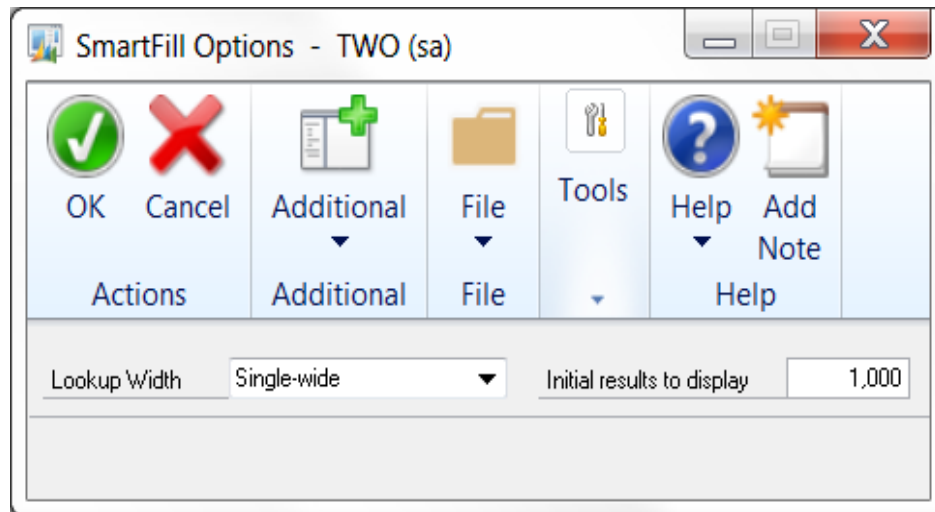 SmartFill Options - TWO (sa)
OK Cancel Additional File Tools Help Add Note
Actions Additional File Help
Lookup Width Single-wide Initial results to display 1,000